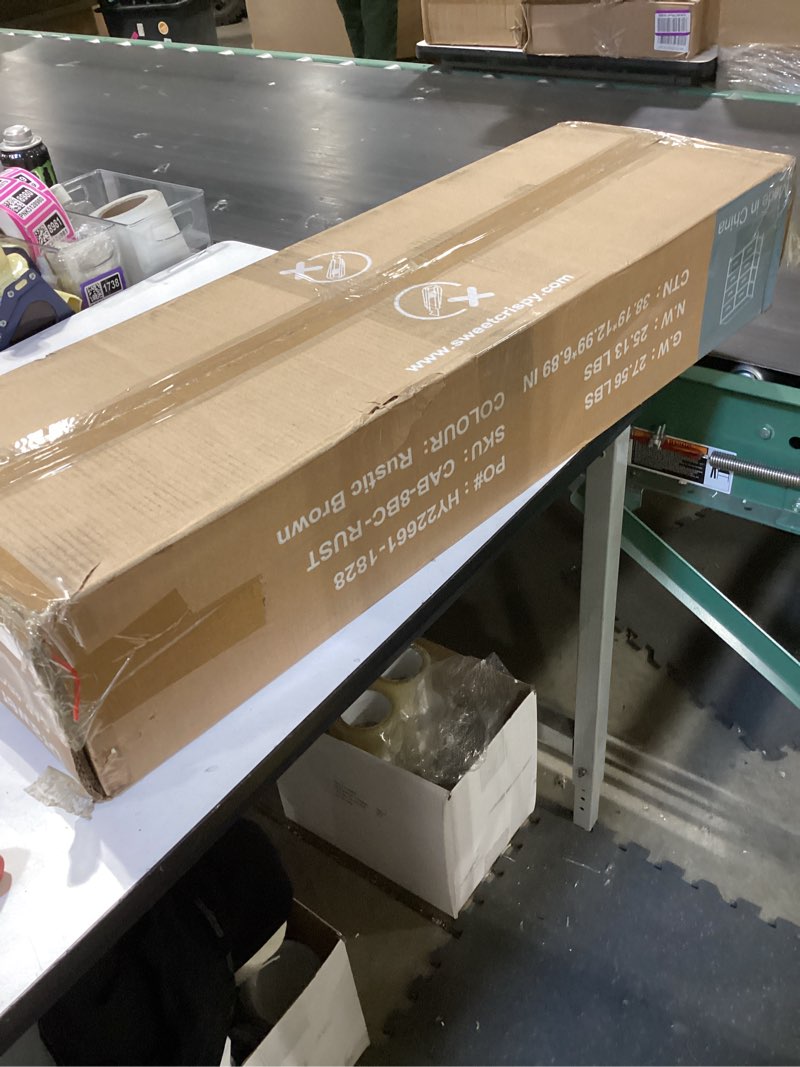 www.sweetcrispy.com
PO# : HY22661-1828
SKU : CAB-8BC-RUST
COLOUR: Rustic Brown
G.W : 27.56 LBS
N.W : 25.13 LBS
CTN : 38.19*12.99*6.89 IN
Made in China
1738